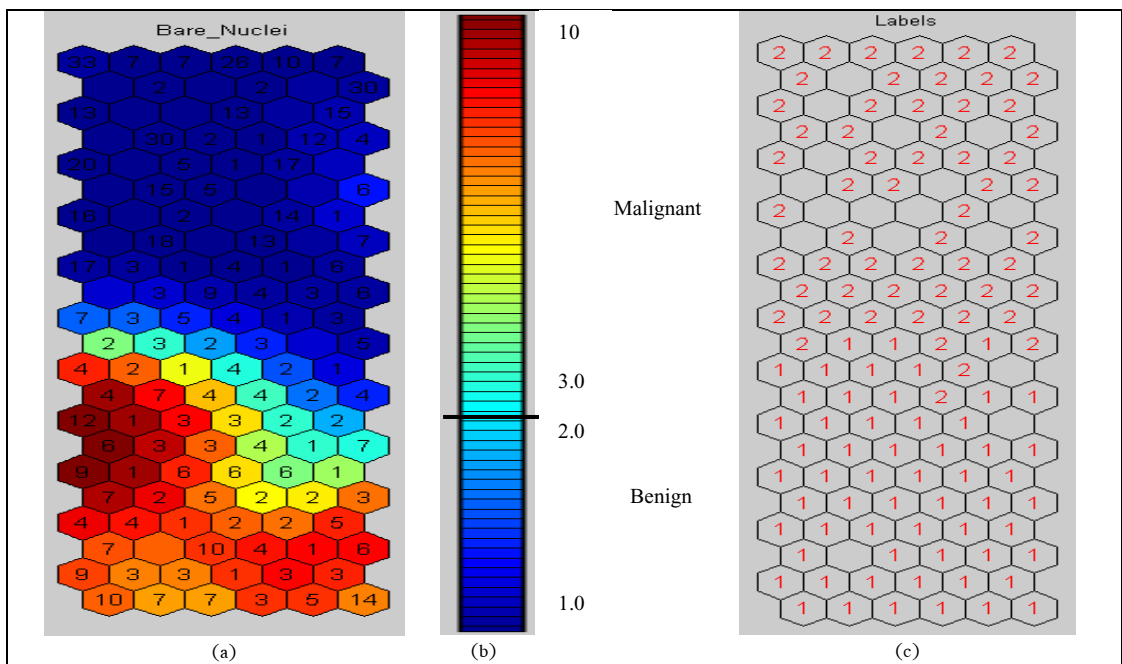 Bare_Nuclei
33 7 7 26 10 7
2 2 30
13 13 15
30 2 1 12 4
20 5 1 17
15 5 6
16 2 14 1
18 13 7
17 3 1 4 1 6
3 9 4 3 6
7 3 5 4 1 3
2 3 2 3 5
4 2 1 4 2 1
4 7 4 4 2 4
12 1 3 3 2 2
6 3 3 4 1 7
9 1 6 6 6 1
7 2 5 2 2 3
4 4 1 2 2 5
7 10 4 1 6
9 3 3 1 3 3
10 7 7 3 5 14
(a)
10
3.0
2.0
1.0
(b)
Malignant
Benign
Labels
2 2 2 2 2 2
2 2 2 2 2
2 2 2 2 2
2 2 2 2
2 2 2 2 2
2 2 2 2
2 2
2 2 2
2 2 2 2 2 2
2 2 2 2 2 2
2 2 2 2 2 2
2 1 1 2 1 2
1 1 1 1 2
1 1 1 2 1 1
1 1 1 1 1
1 1 1 1 1 1
1 1 1 1 1 1
1 1 1 1 1 1
1 1 1 1 1 1
1 1 1 1 1
1 1 1 1 1 1
1 1 1 1 1 1
(c)